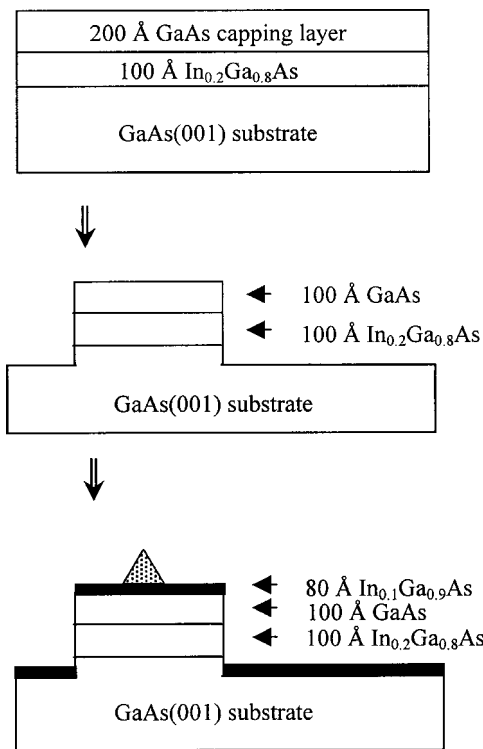 200 Å GaAs capping layer
100 Å In₀.₂Ga₀.₈As
GaAs(001) substrate
100 Å GaAs
100 Å In₀.₂Ga₀.₈As
GaAs(001) substrate
80 Å In₀.₁Ga₀.₉As
100 Å GaAs
100 Å In₀.₂Ga₀.₈As
GaAs(001) substrate